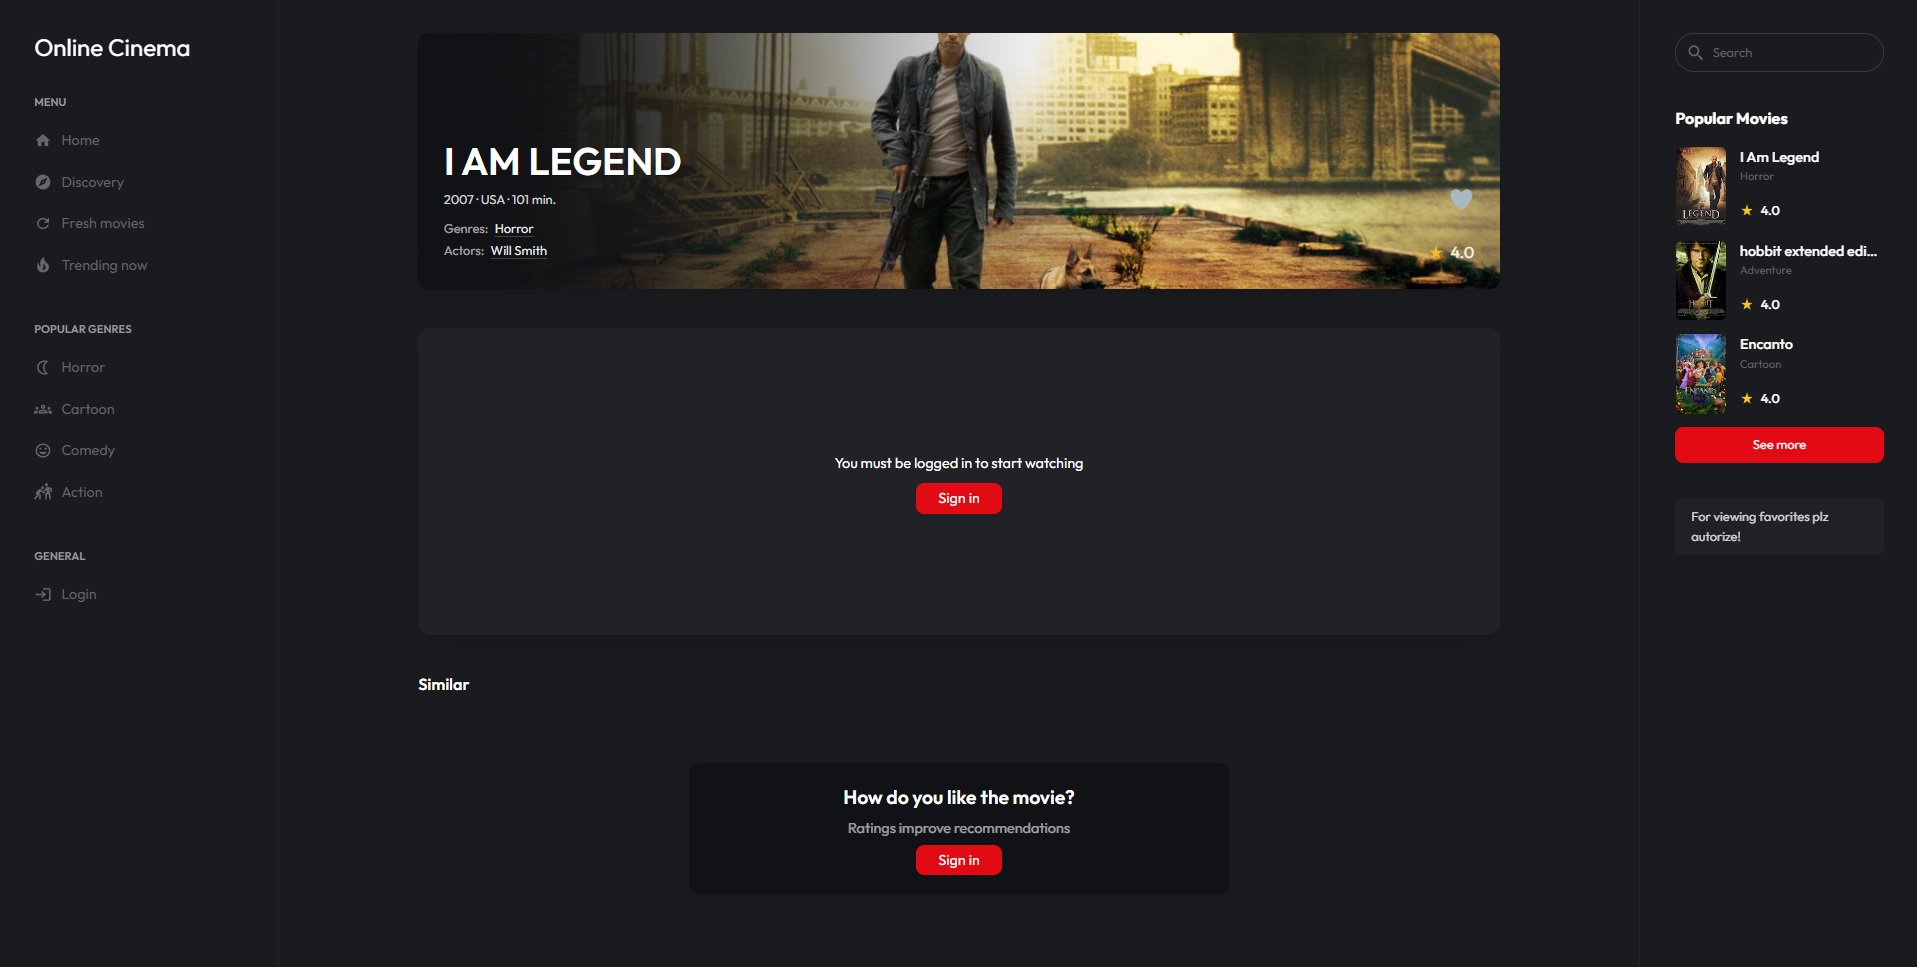 Online Cinema
MENU
Home
Discovery
Fresh movies
Trending now
POPULAR GENRES
Horror
Cartoon
Comedy
Action
GENERAL
Login
I AM LEGEND
2007 · USA · 101 min.
Genres: Horror
Actors: Will Smith
4.0
You must be logged in to start watching
Sign in
Similar
How do you like the movie?
Ratings improve recommendations
Sign in
Search
Popular Movies
LEGEND
I Am Legend
Horror
4.0
HOBBIT
hobbit extended edi...
Adventure
4.0
ENCANTO
Encanto
Cartoon
4.0
See more
For viewing favorites plz
autorize!